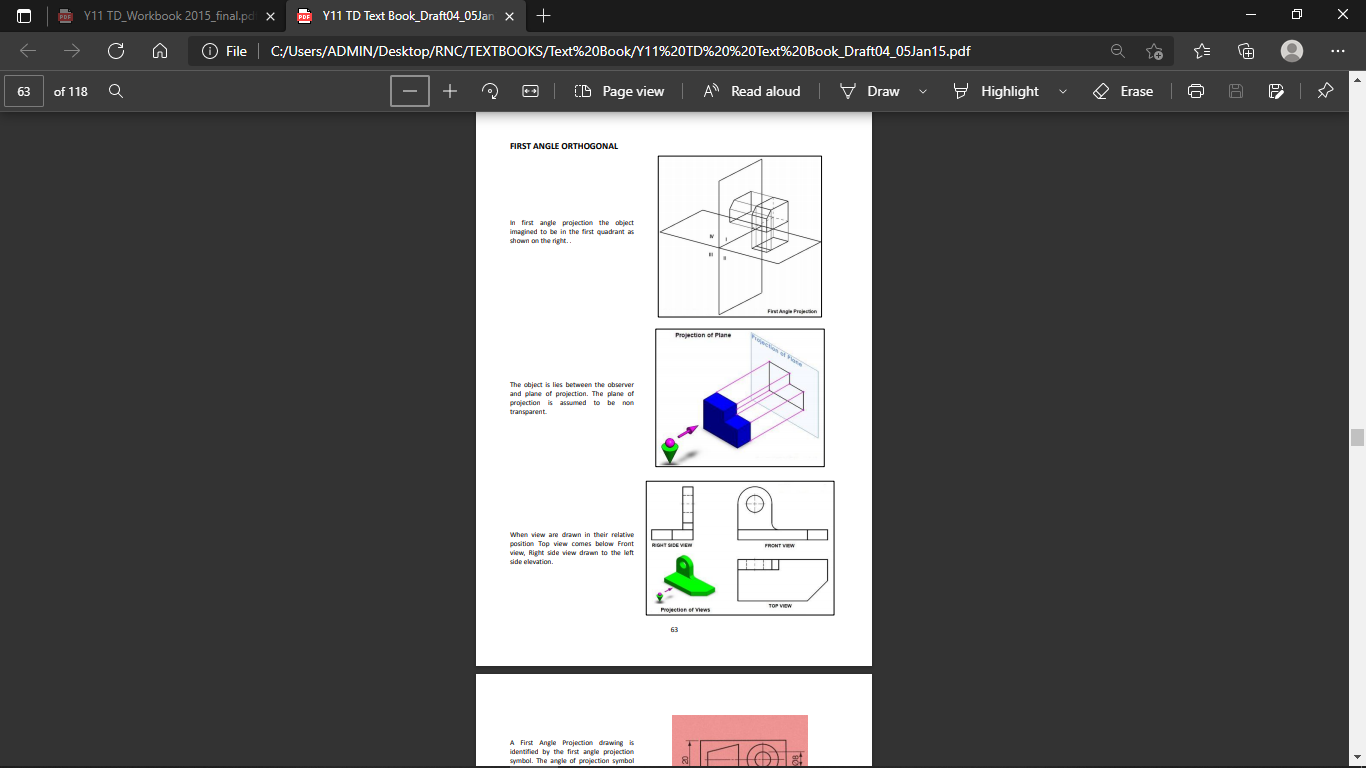 Y11 TD_Workbook 2015_final.pd
Y11 TD Text Book_Draft04_05Jan
File
C:/Users/ADMIN/Desktop/RNC/TEXTBOOKS/Text%20Book/Y11%20TD%20%20Text%20Book_Draft04_05Jan15.pdf
63 of 118
Page view
Read aloud
Draw
Highlight
Erase
FIRST ANGLE ORTHOGONAL
In first angle projection the object
imagined to be in the first quadrant as
shown on the right. .
IV I
III II
First Angle Projection
Projection of Plane
Projection of Plane
The object is lies between the observer
and plane of projection. The plane of
projection is assumed to be non
transparent.
When view are drawn in their relative
position Top view comes below Front
view, Right side view drawn to the left
side elevation.
RIGHT SIDE VIEW
FRONT VIEW
Projection of Views
TOP VIEW
63
A First Angle Projection drawing is
identified by the first angle projection
symbol. The angle of projection symbol
20